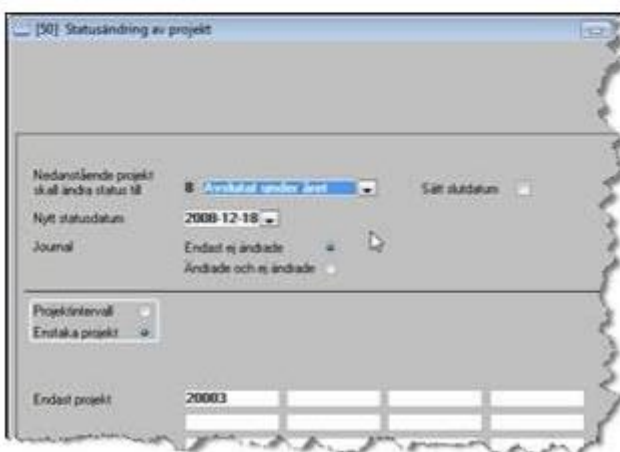 [50] Statusändring av projekt
Nedanstående projekt
skall ändra status till
8 Avslutat under året
Sätt slutdatum
Nytt statusdatum
2008-12-18
Journal
Endast ej ändrade
Ändrade och ej ändrade
Projektintervall
Enstaka projekt
Endast projekt
20003